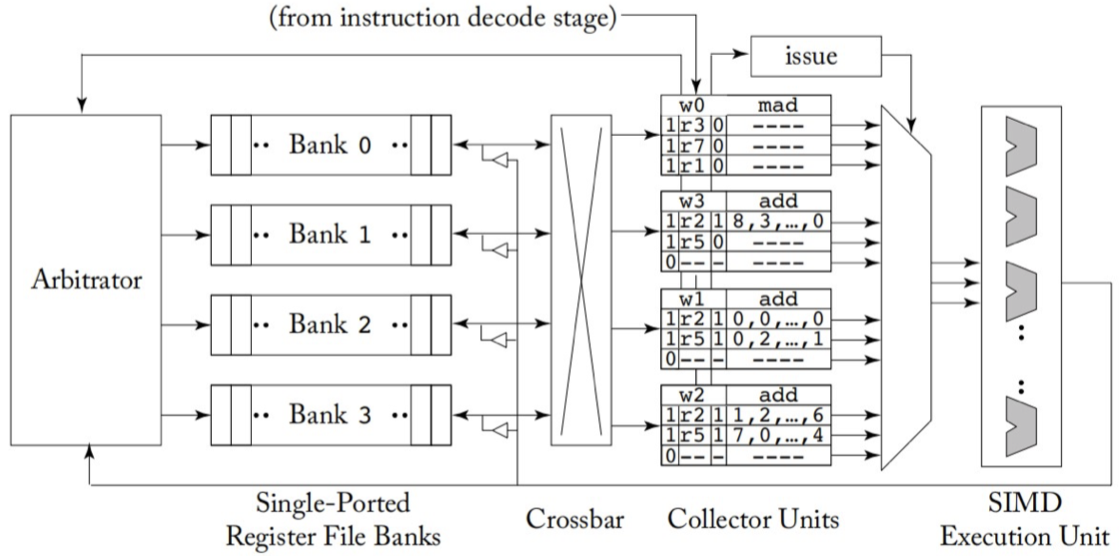 (from instruction decode stage)
issue
Arbitrator
·· Bank 0 ··
·· Bank 1 ··
·· Bank 2 ··
·· Bank 3 ··
w0 mad
1 r3 0 ----
1 r7 0 ----
1 r1 0 ----
w3 add
1 r2 1 8,3,…,0
1 r5 0 ----
0 -- - ----
w1 add
1 r2 1 0,0,…,0
1 r5 1 0,2,…,1
0 -- - ----
w2 add
1 r2 1 1,2,…,6
1 r5 1 7,0,…,4
0 -- - ----
Single-Ported
Register File Banks
Crossbar
Collector Units
SIMD
Execution Unit